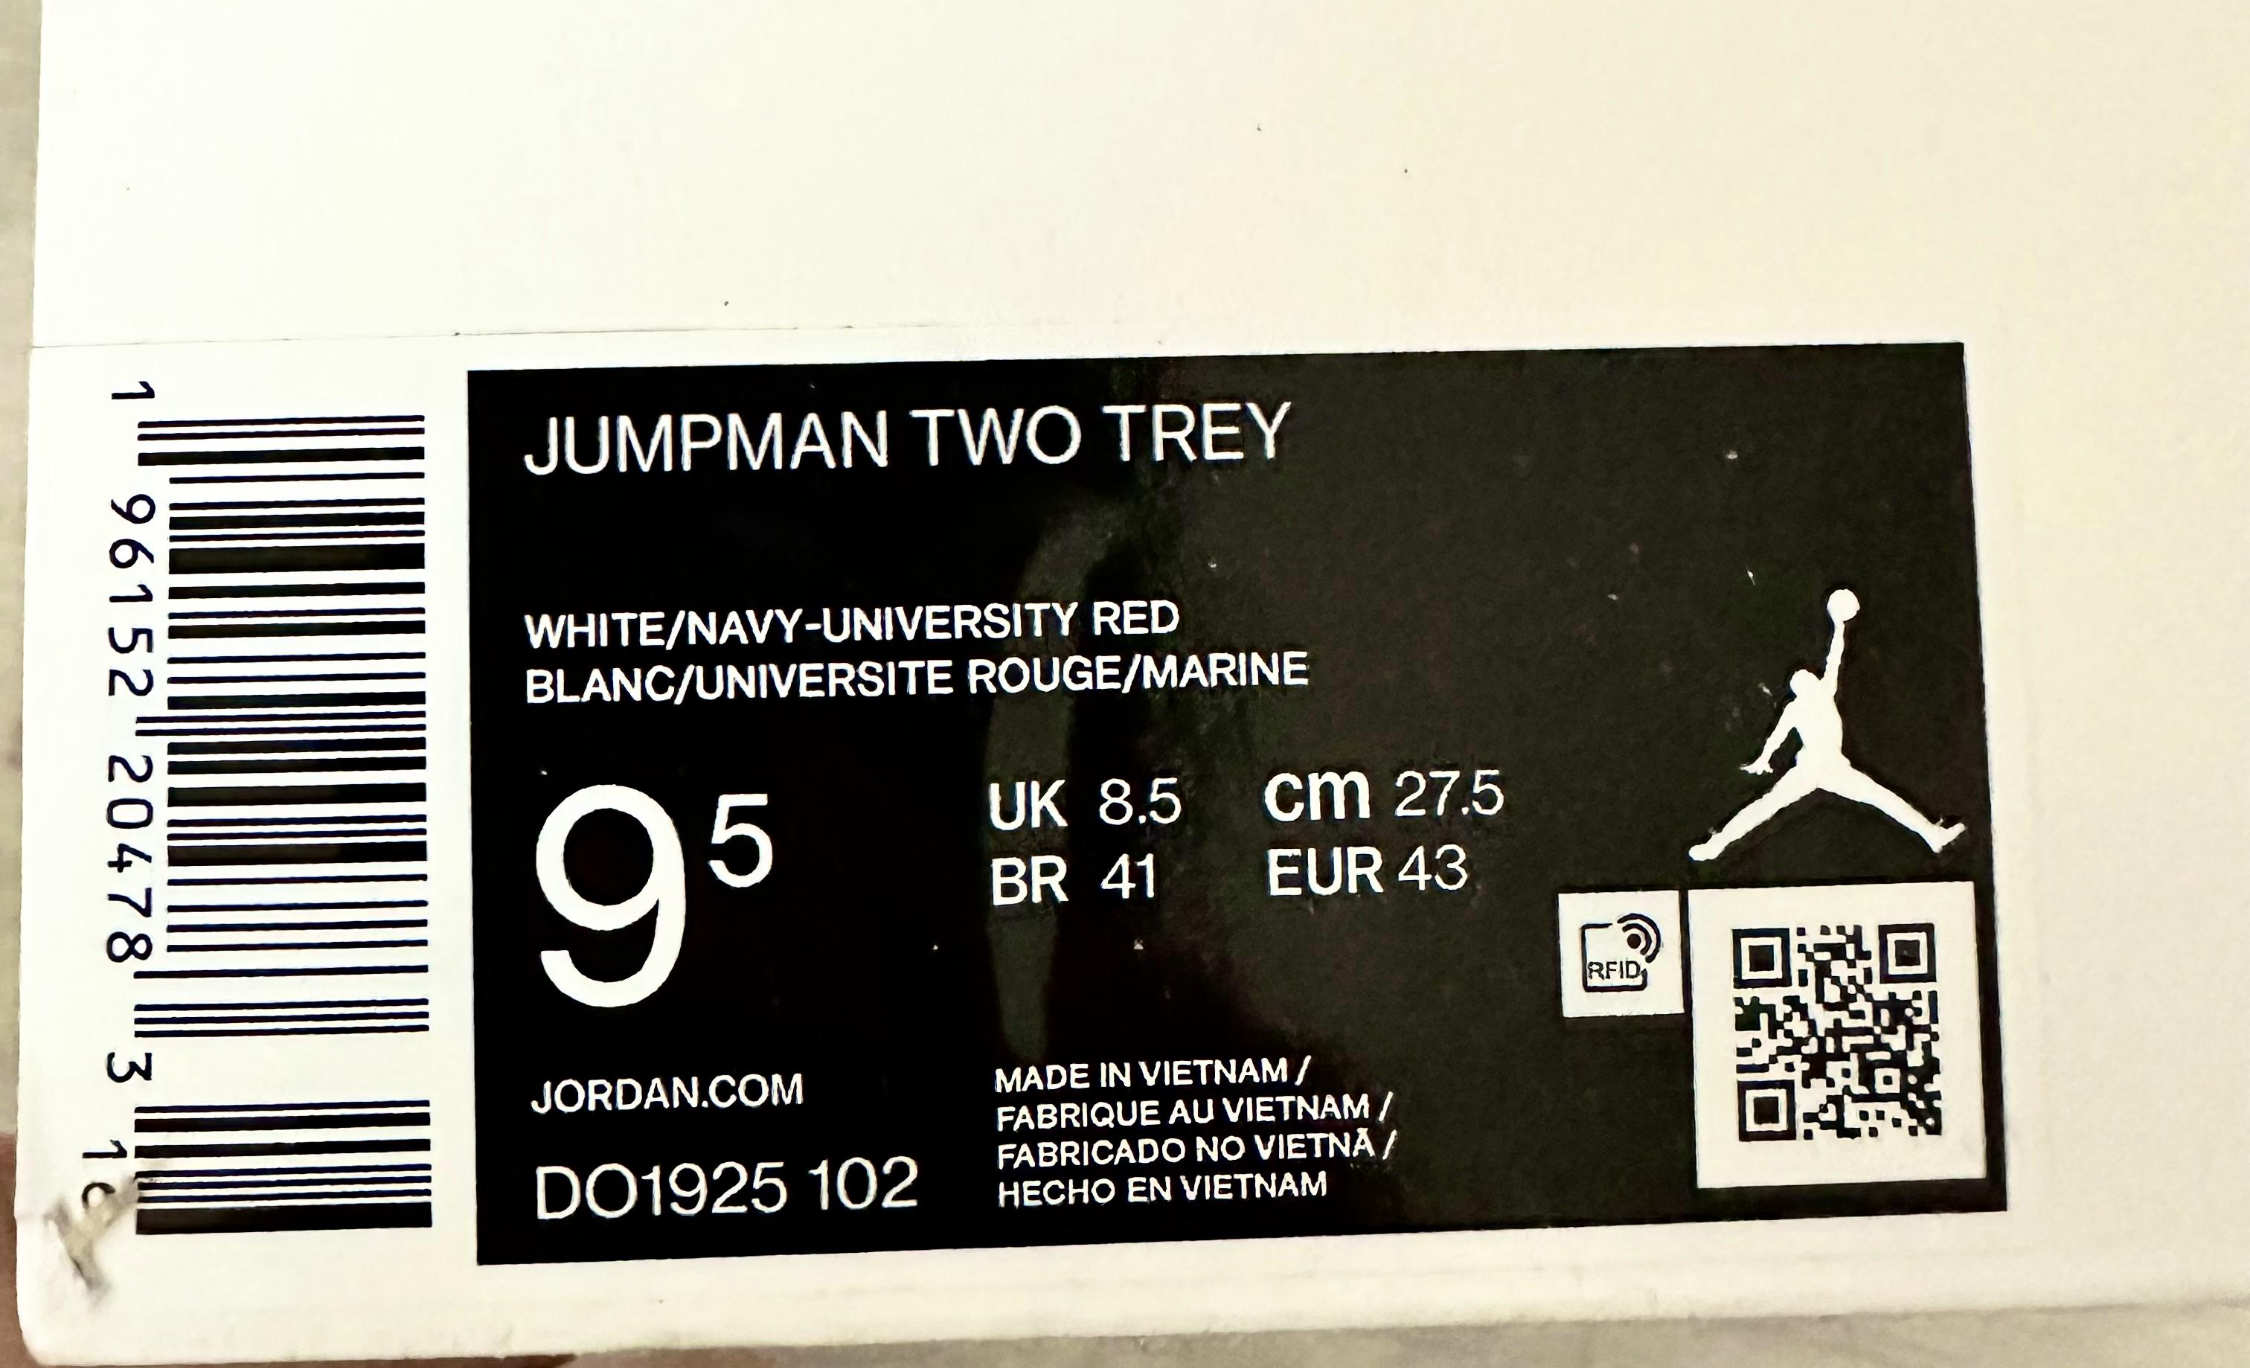 JUMPMAN TWO TREY
WHITE/NAVY-UNIVERSITY RED
BLANC/UNIVERSITE ROUGE/MARINE
9⁵
UK 8.5 cm 27.5
BR 41 EUR 43
RFID
JORDAN.COM
DO1925 102
MADE IN VIETNAM /
FABRIQUE AU VIETNAM /
FABRICADO NO VIETNÃ /
HECHO EN VIETNAM
1 96152 20478 3